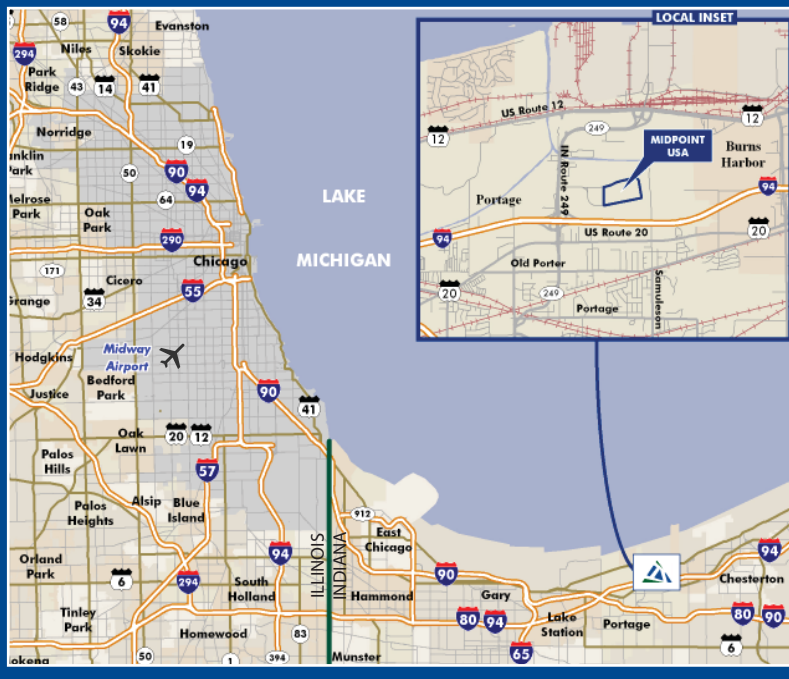 LOCAL INSET
58
94
Evanston
294
Niles
Skokie
Park
Ridge
43
14
41
US Route 12
12
12
249
Norridge
19
MIDPOINT
USA
Burns
Harbor
nklin
Park
90
50
IN Route 249
94
94
Melrose
Park
64
LAKE
Portage
Oak
Park
290
94
US Route 20
20
Chicago
MICHIGAN
171
Cicero
Old Porter
Grange
34
55
20
249
Samuleson
Portage
Midway
Airport
Hodgkins
Bedford
Park
Justice
90
41
Oak
Lawn
20
12
Palos
Hills
57
Alsip
Blue
Island
Palos
Heights
912
East
Chicago
ILLINOIS
INDIANA
94
94
Orland
Park
6
294
South
Holland
Hammond
90
Gary
Chesterton
Tinley
Park
80
94
Lake
Station
Portage
80
90
Homewood
83
65
6
okena
50
1
394
Munster